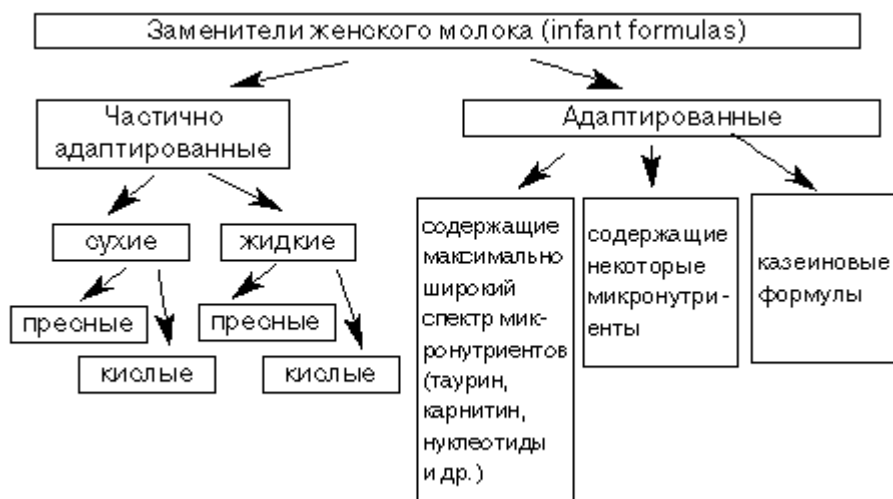 Заменители женского молока (infant formulas)
Частично
адаптированные
Адаптированные
сухие
жидкие
пресные
пресные
кислые
кислые
содержащие
максимально
широкий
спектр мик-
ронутриентов
(таурин,
карнитин,
нуклеотиды
и др.)
содержащие
некоторые
микронутри-
енты
казеиновые
формулы